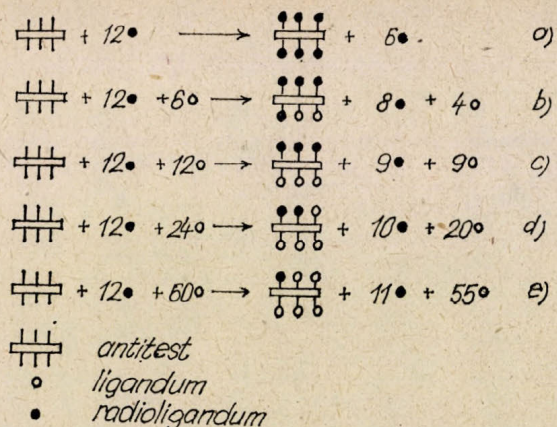 + 12● → + 6● a)
+ 12● + 6○ → + 8● + 4○ b)
+ 12● + 12○ → + 9● + 9○ c)
+ 12● + 24○ → + 10● + 20○ d)
+ 12● + 60○ → + 11● + 55○ e)
antitest
○ ligandum
● radioligandum